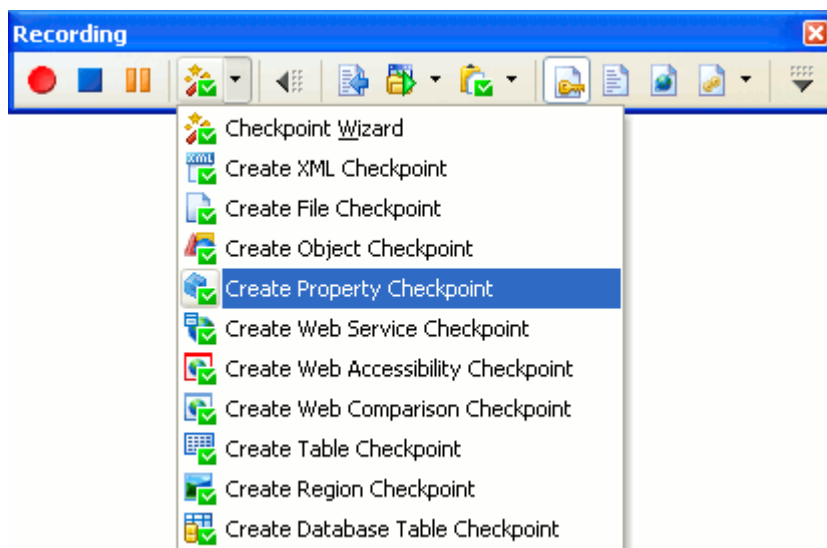 Recording
Checkpoint Wizard
XML
Create XML Checkpoint
Create File Checkpoint
Create Object Checkpoint
Create Property Checkpoint
Create Web Service Checkpoint
Create Web Accessibility Checkpoint
Create Web Comparison Checkpoint
Create Table Checkpoint
Create Region Checkpoint
Create Database Table Checkpoint